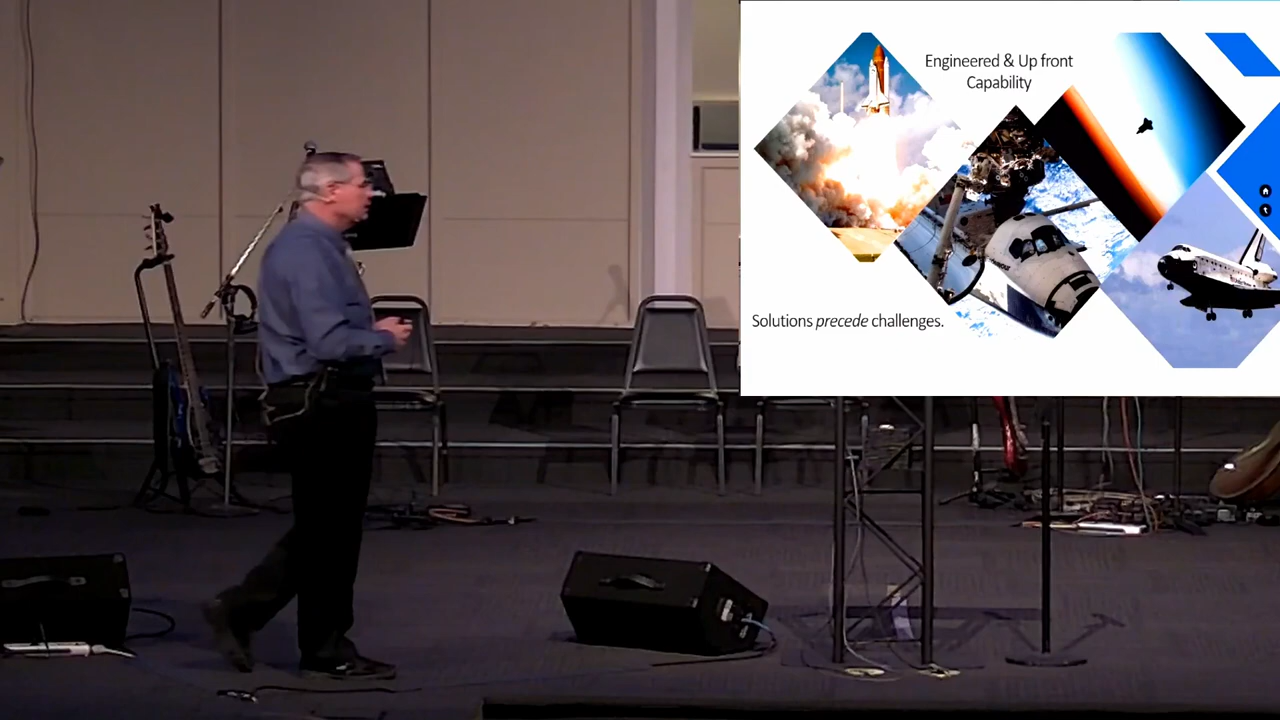 Engineered & Up front
Capability
Solutions precede challenges.